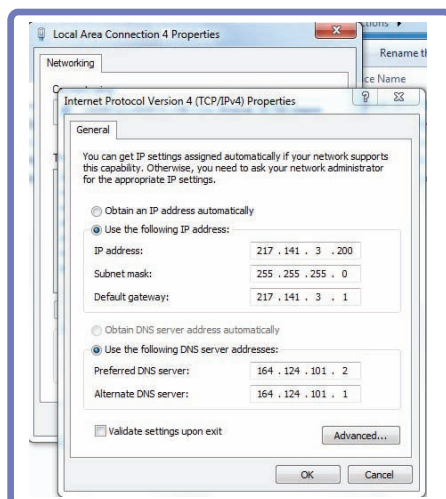 Local Area Connection 4 Properties
Rename th
Networking
ce Name
Internet Protocol Version 4 (TCP/IPv4) Properties
General
You can get IP settings assigned automatically if your network supports
this capability. Otherwise, you need to ask your network administrator
for the appropriate IP settings.
Obtain an IP address automatically
Use the following IP address:
IP address: 217 . 141 . 3 . 200
Subnet mask: 255 . 255 . 255 . 0
Default gateway: 217 . 141 . 3 . 1
Obtain DNS server address automatically
Use the following DNS server addresses:
Preferred DNS server: 164 . 124 . 101 . 2
Alternate DNS server: 164 . 124 . 101 . 1
Validate settings upon exit
Advanced...
OK Cancel